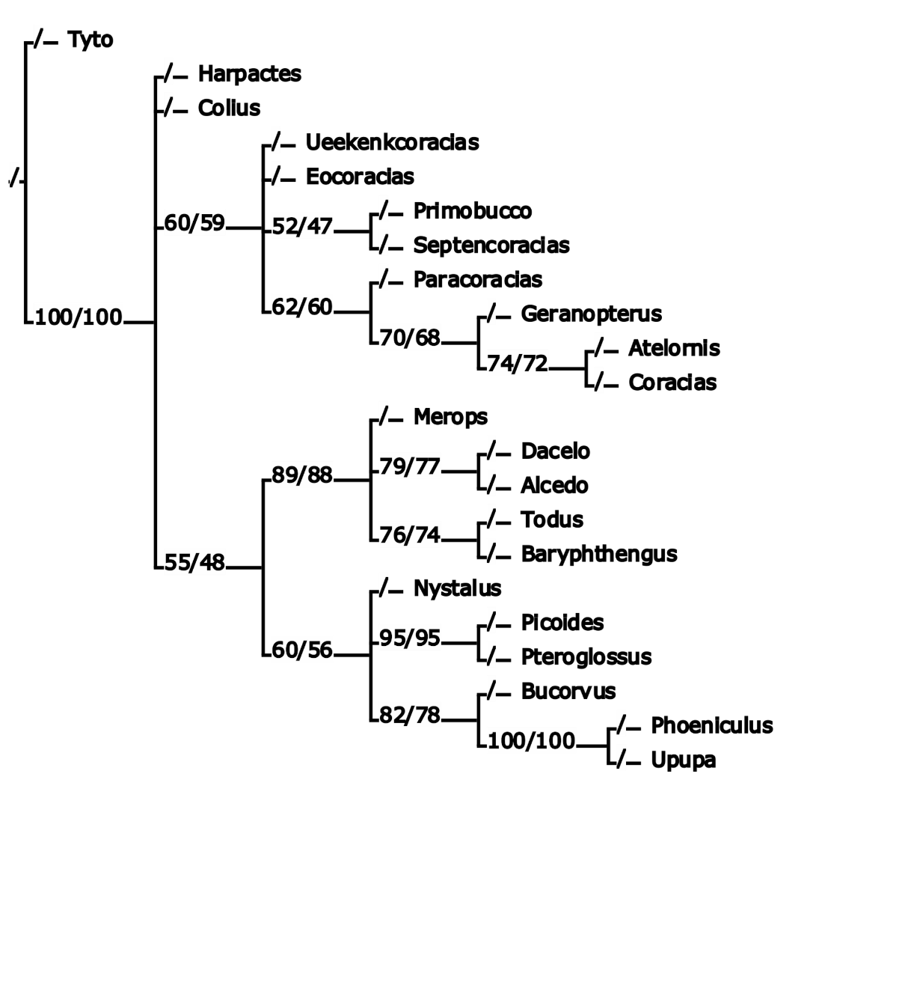 / Tyto
/ Harpactes
/ Colius
/ Ueekenkcoracias
/
/ Eocoracias
/ Primobucco
60/59
52/47
/ Septencoracias
/ Paracoracias
62/60
/ Geranopterus
100/100
70/68
/ Atelornis
74/72
/ Coracias
/ Merops
/ Dacelo
79/77
89/88
/ Alcedo
/ Todus
76/74
/ Baryphthengus
55/48
/ Nystalus
/ Picoides
95/95
60/56
/ Pteroglossus
/ Bucorvus
82/78
/ Phoeniculus
100/100
/ Upupa